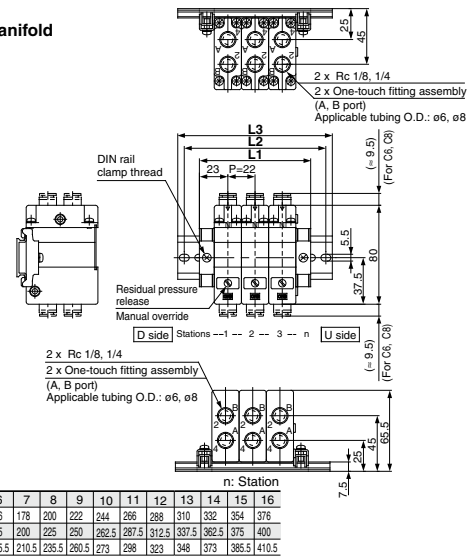 anifold
25
45
2 x Rc 1/8, 1/4
2 x One-touch fitting assembly
(A, B port)
Applicable tubing O.D.: ø6, ø8
L3
L2
L1
23 P=22
DIN rail
clamp thread
(≈ 9.5)
(For C6, C8)
5.5
80
37.5
Residual pressure
release
Manual override
D side Stations --1 -- 2 -- 3 -- n U side
(≈ 9.5)
(For C6, C8)
2 x Rc 1/8, 1/4
2 x One-touch fitting assembly
(A, B port)
Applicable tubing O.D.: ø6, ø8
B B B
2 2 2
A A A
4 4 4
25
45
65.5
7.5
n: Station
7 8 9 10 11 12 13 14 15 16
178 200 222 244 266 288 310 332 354 376
200 225 250 262.5 287.5 312.5 337.5 362.5 375 400
210.5 235.5 260.5 273 298 323 348 373 385.5 410.5